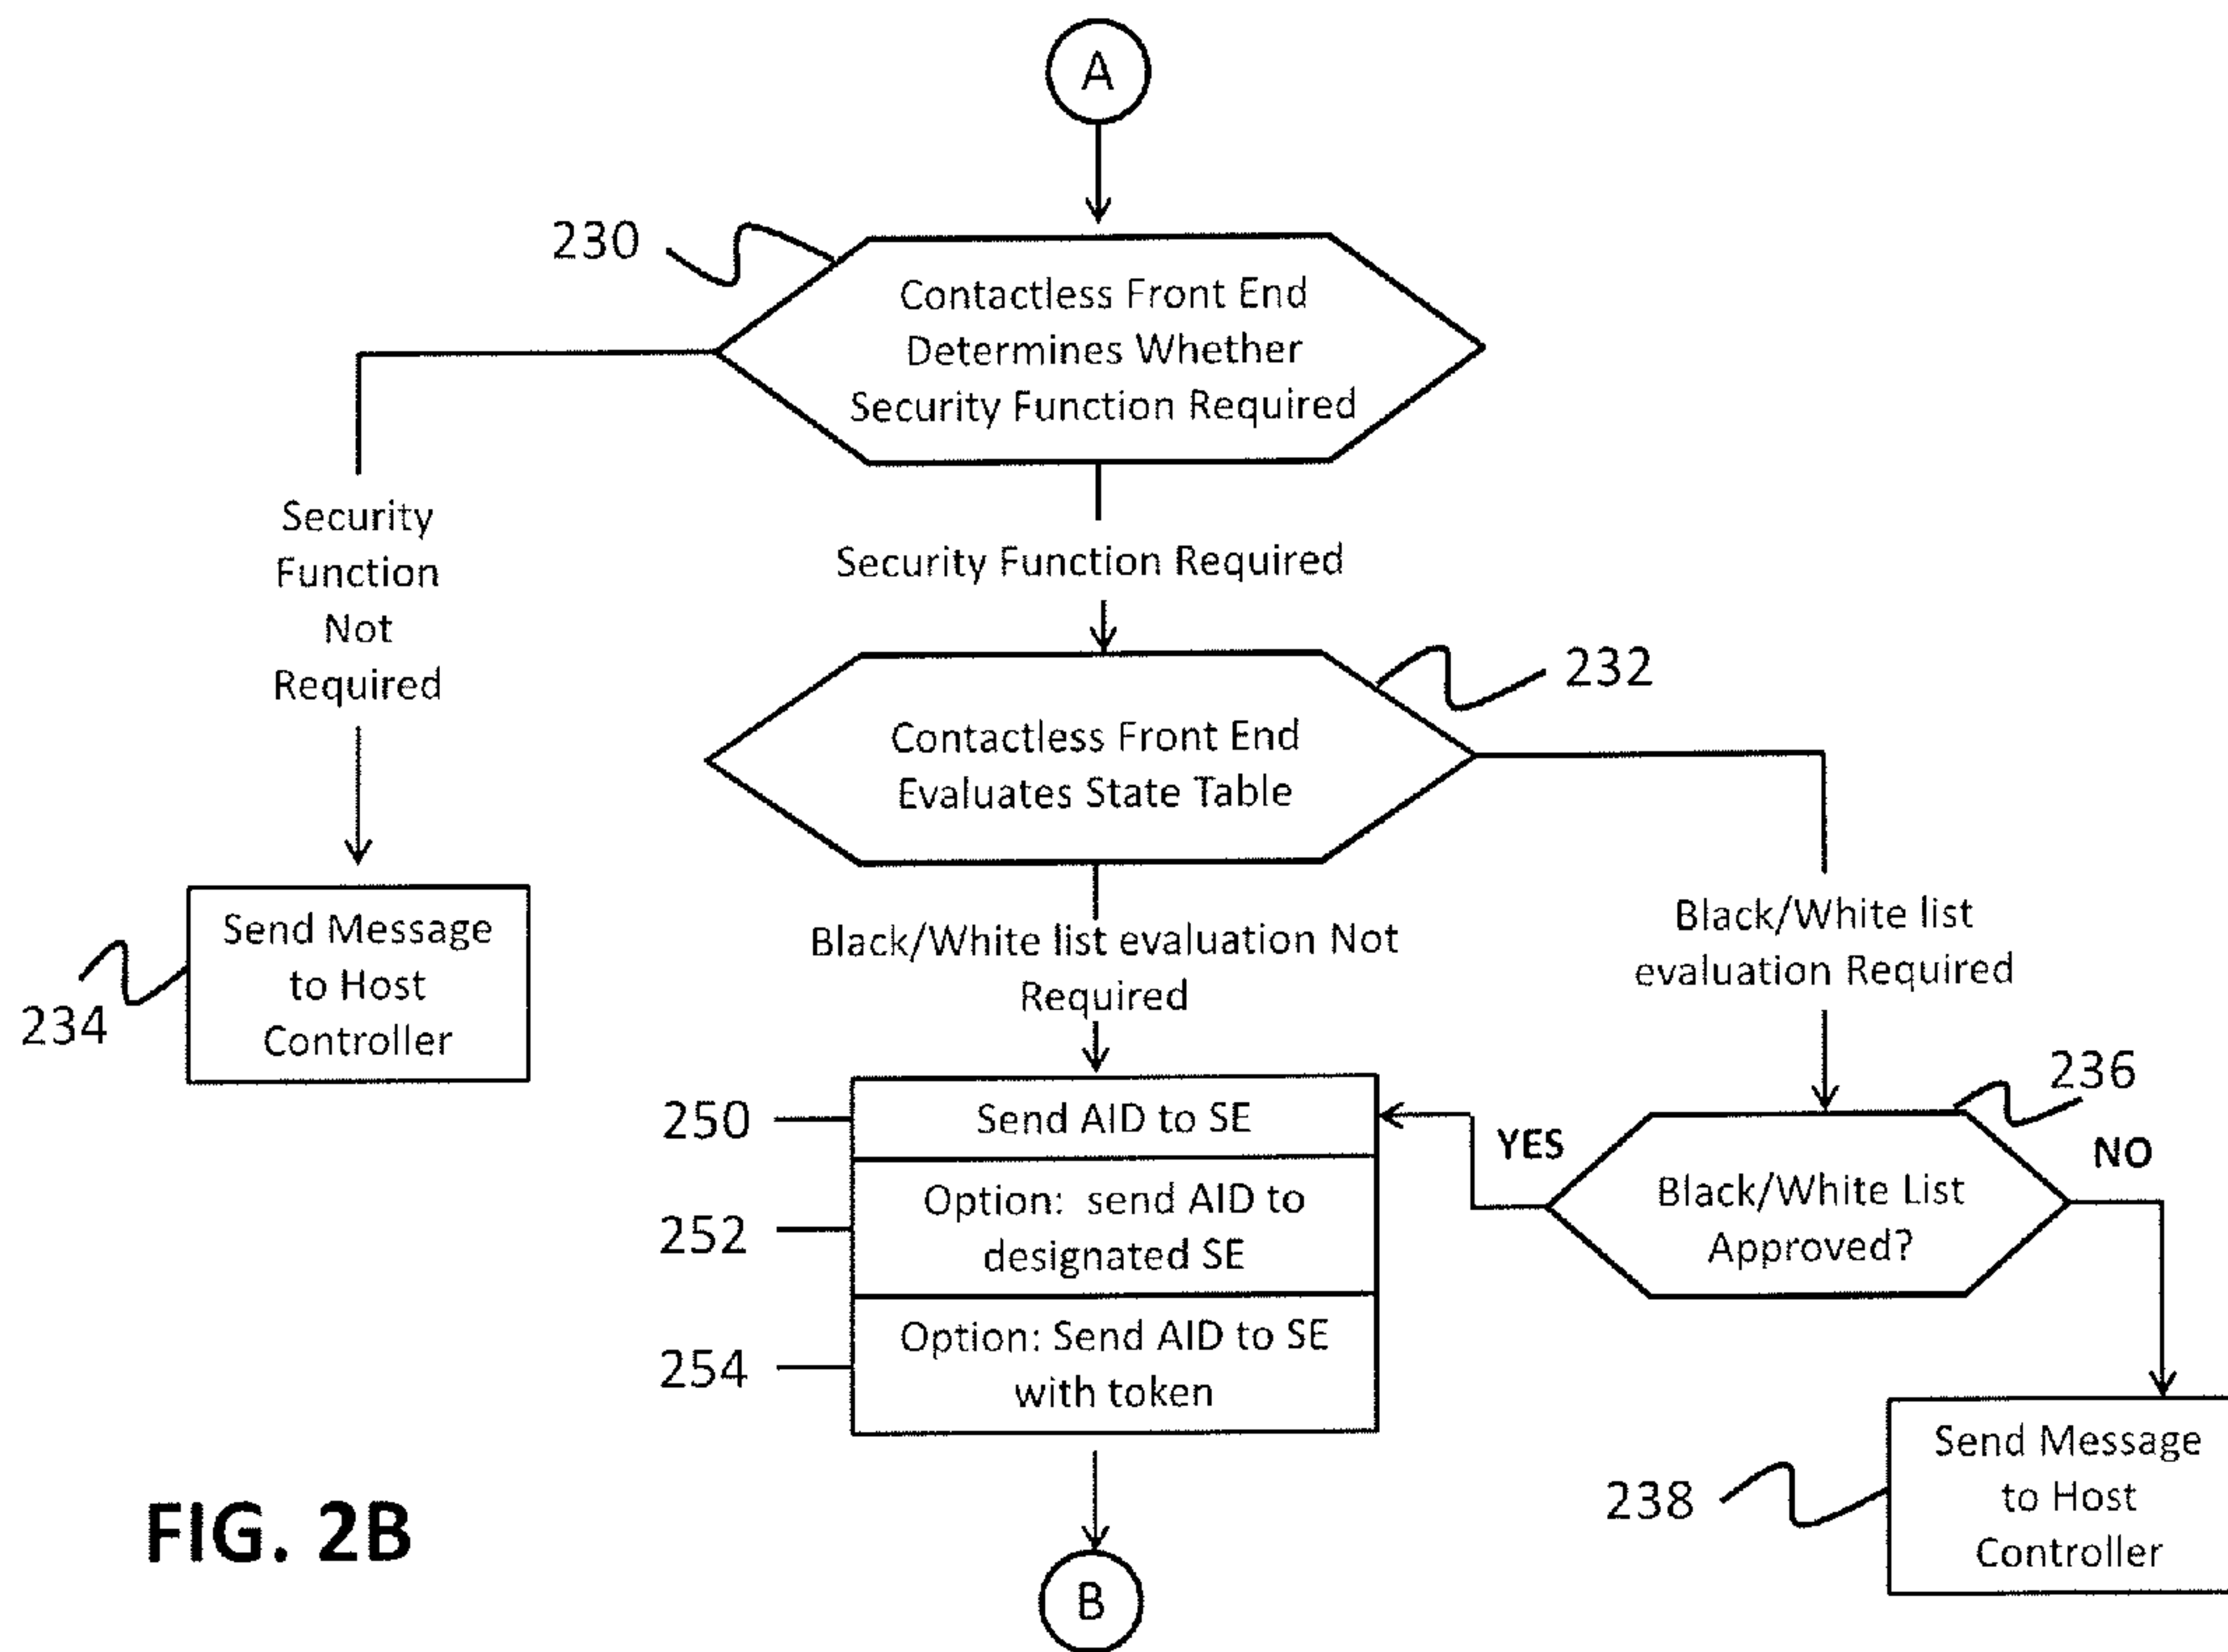 A
230
Contactless Front End
Determines Whether
Security Function Required
Security
Function
Not
Required
Security Function Required
232
Contactless Front End
Evaluates State Table
Send Message
to Host
Controller
234
Black/White list evaluation Not
Required
Black/White list
evaluation Required
236
250
Send AID to SE
252
Option: send AID to
designated SE
254
Option: Send AID to SE
with token
YES
NO
Black/White List
Approved?
238
Send Message
to Host
Controller
B
FIG. 2B